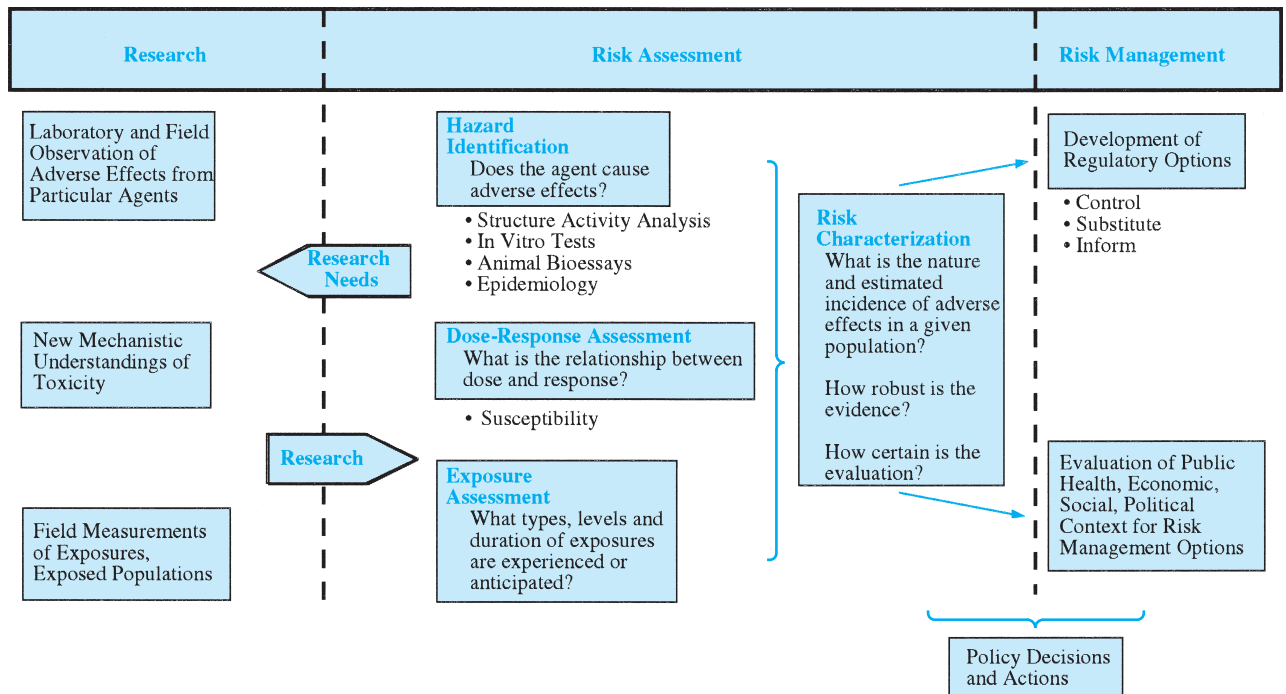 Research
Risk Assessment
Risk Management
Laboratory and Field
Observation of
Adverse Effects from
Particular Agents
New Mechanistic
Understandings of
Toxicity
Field Measurements
of Exposures,
Exposed Populations
Research
Needs
Research
Hazard
Identification
Does the agent cause
adverse effects?
• Structure Activity Analysis
• In Vitro Tests
• Animal Bioessays
• Epidemiology
Dose-Response Assessment
What is the relationship between
dose and response?
• Susceptibility
Exposure
Assessment
What types, levels and
duration of exposures
are experienced or
anticipated?
Risk
Characterization
What is the nature
and estimated
incidence of adverse
effects in a given
population?
How robust is the
evidence?
How certain is the
evaluation?
Development of
Regulatory Options
• Control
• Substitute
• Inform
Evaluation of Public
Health, Economic,
Social, Political
Context for Risk
Management Options
Policy Decisions
and Actions